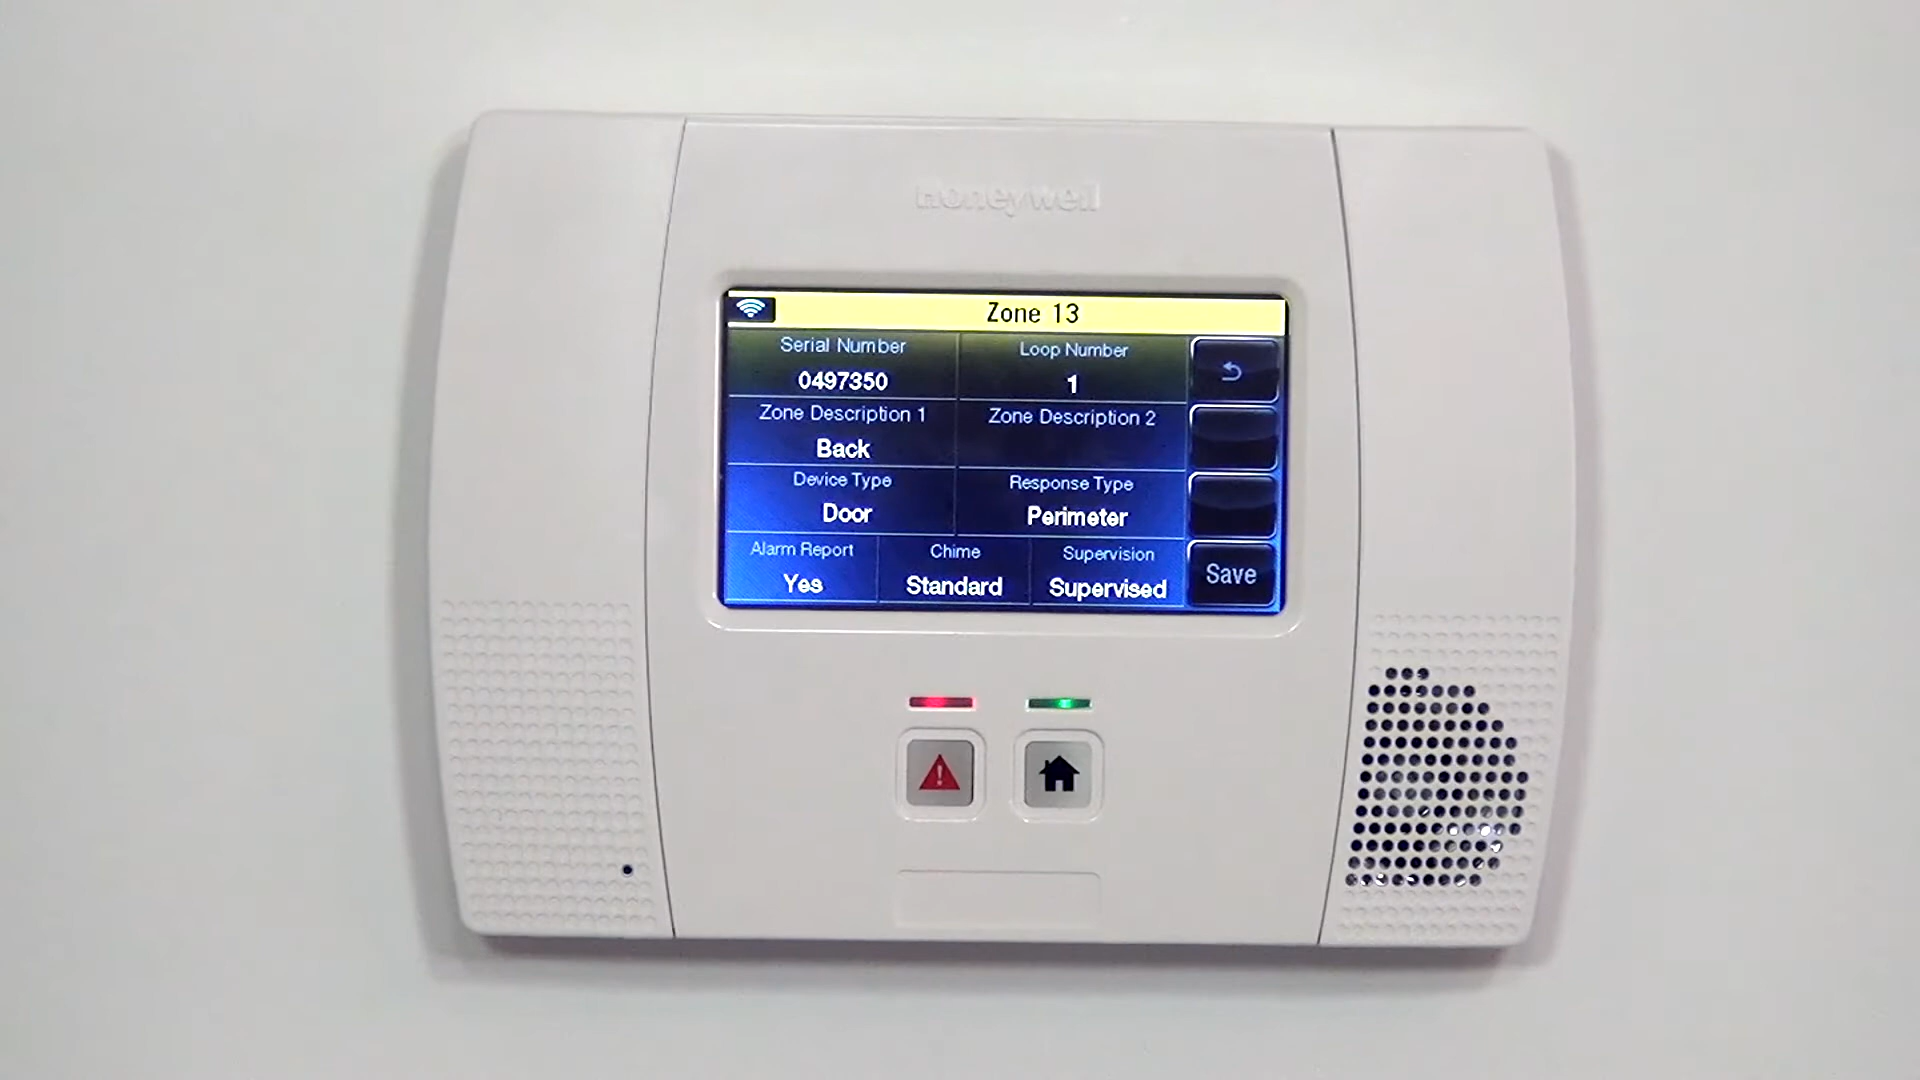 Honeywell
Zone 13
Serial Number
0497350
Loop Number
1
Zone Description 1
Back
Zone Description 2
Device Type
Door
Response Type
Perimeter
Alarm Report
Yes
Chime
Standard
Supervision
Supervised
Save